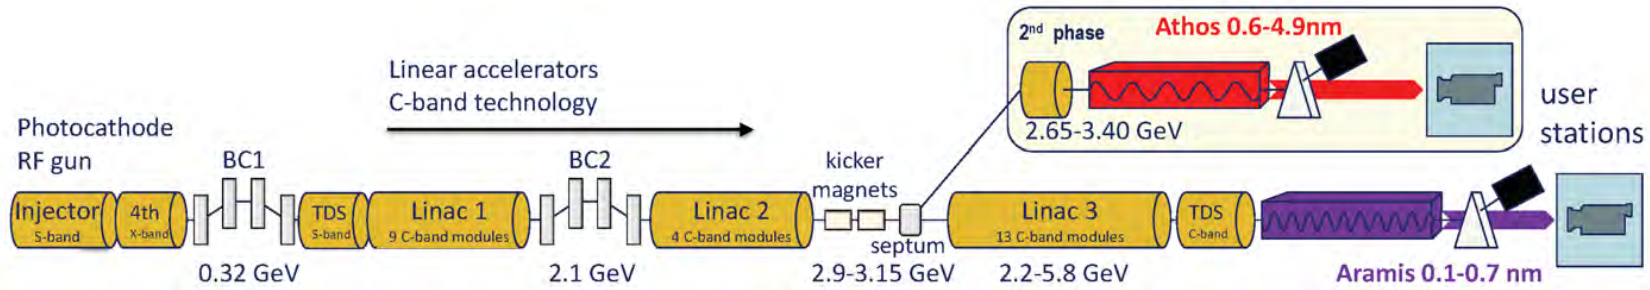 2nd phase
Athos 0.6-4.9nm
2.65-3.40 GeV
Linear accelerators
C-band technology
user
stations
Photocathode
RF gun
BC1
BC2
kicker
magnets
Injector
S-band
4th
X-band
TDS
S-band
Linac 1
9 C-band modules
Linac 2
4 C-band modules
septum
Linac 3
13 C-band modules
TDS
C-band
0.32 GeV
2.1 GeV
2.9-3.15 GeV
2.2-5.8 GeV
Aramis 0.1-0.7 nm